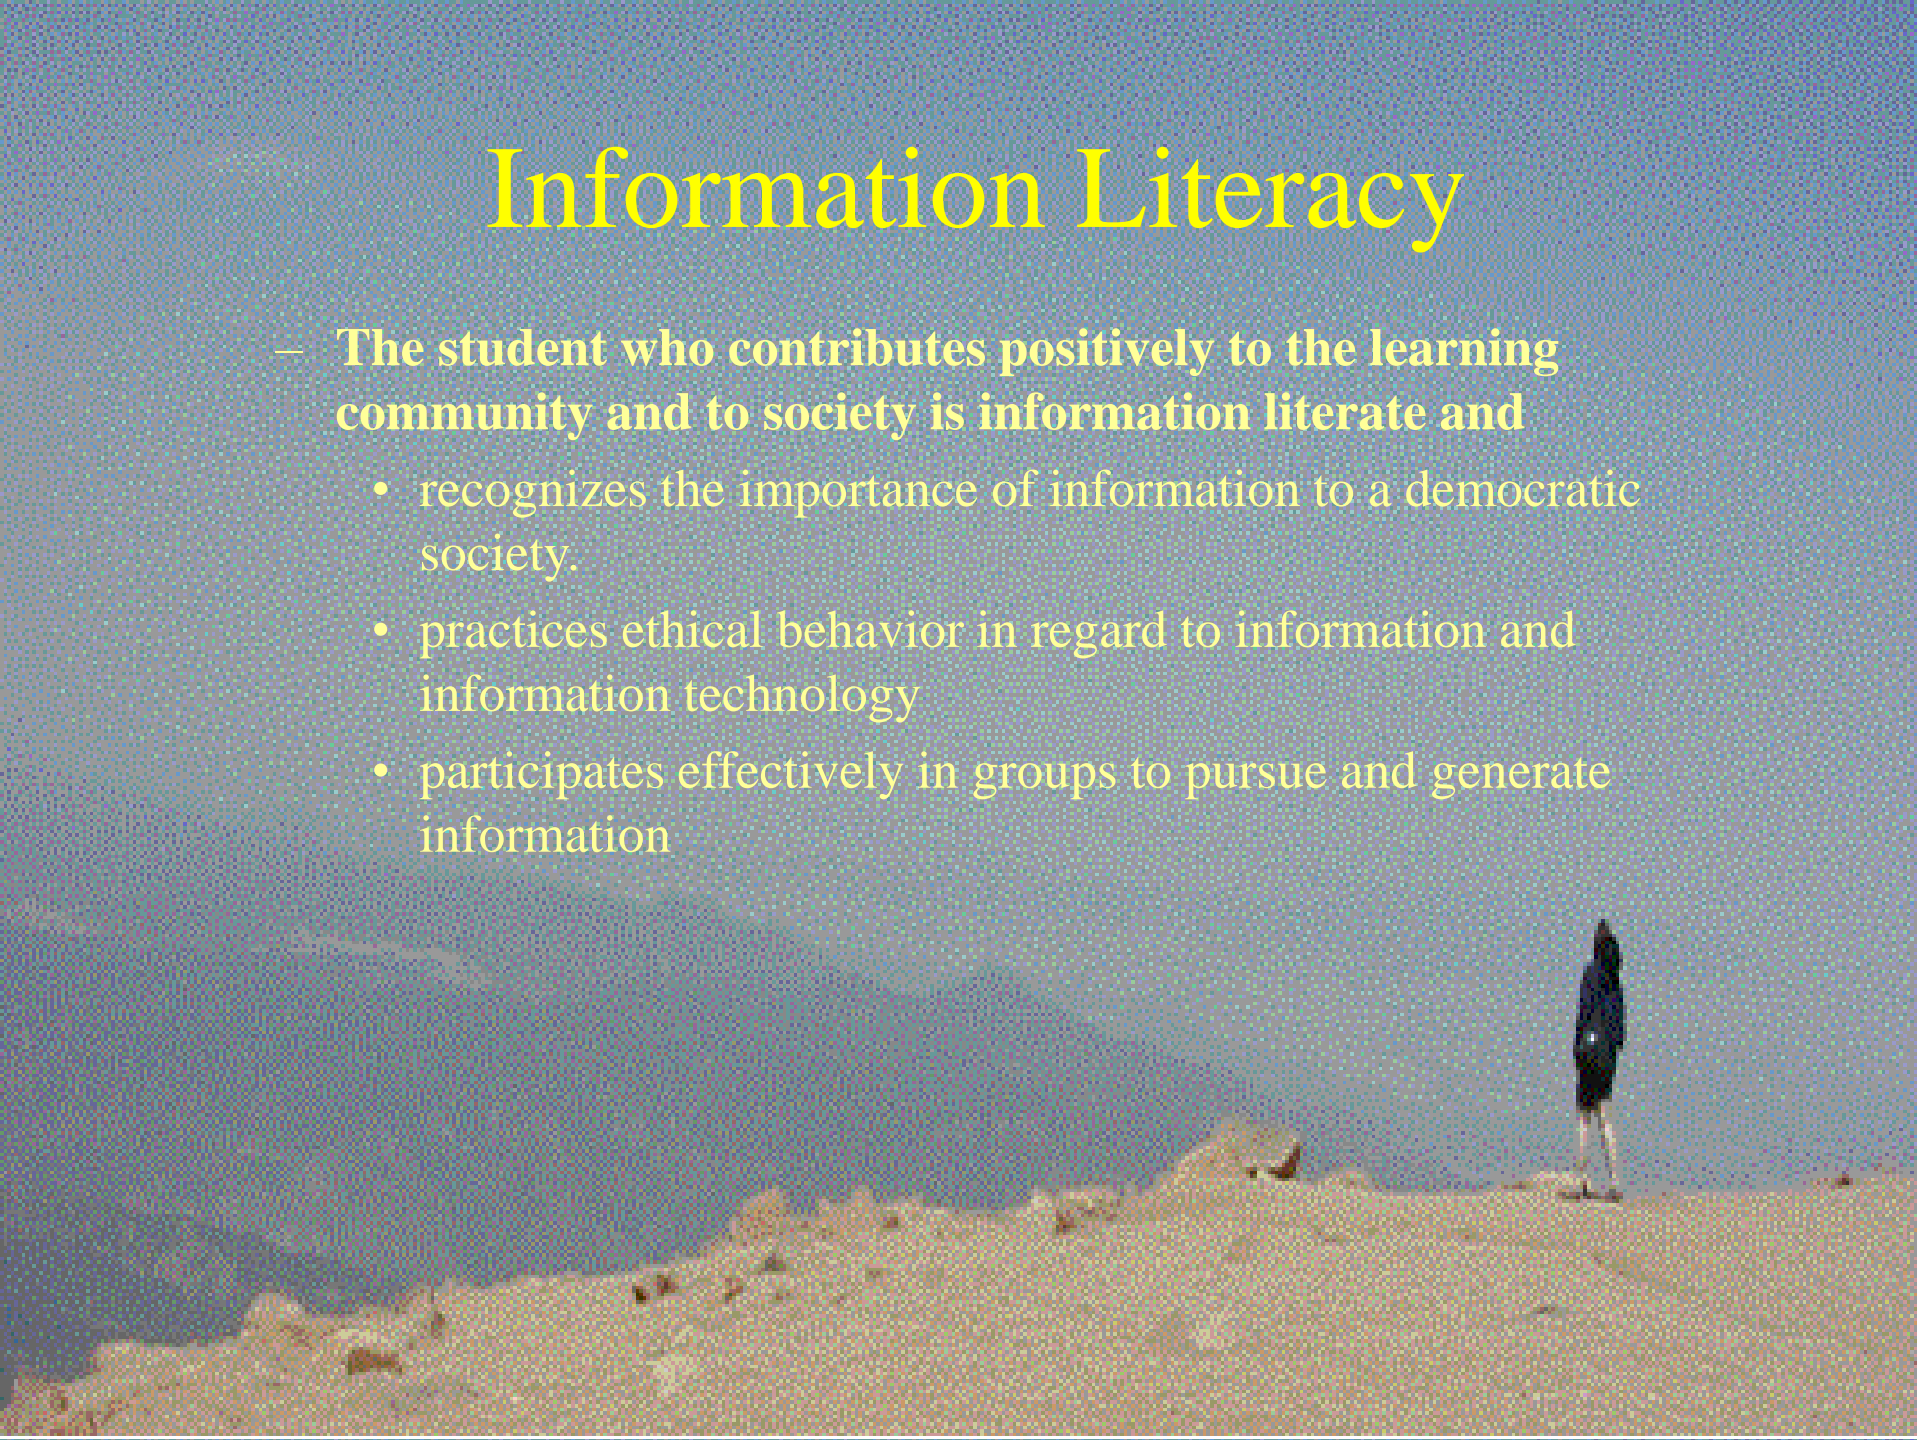 Information Literacy
– The student who contributes positively to the learning
community and to society is information literate and
• recognizes the importance of information to a democratic
society.
• practices ethical behavior in regard to information and
information technology
• participates effectively in groups to pursue and generate
information